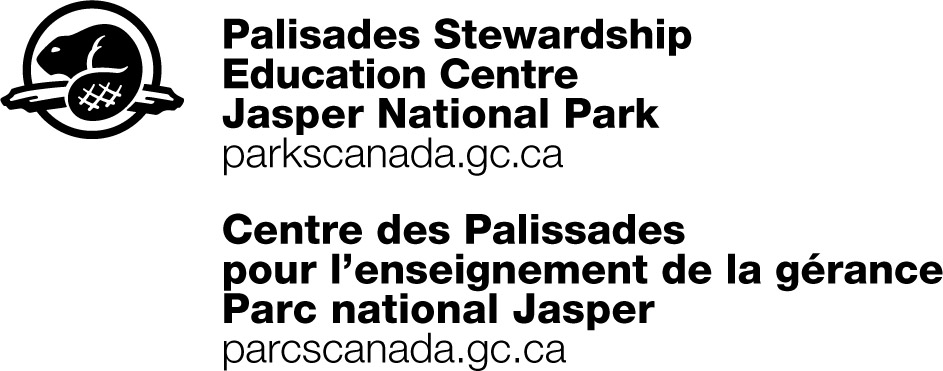 Palisades Stewardship
Education Centre
Jasper National Park
parkscanada.gc.ca
Centre des Palissades
pour l’enseignement de la gérance
Parc national Jasper
parcscanada.gc.ca